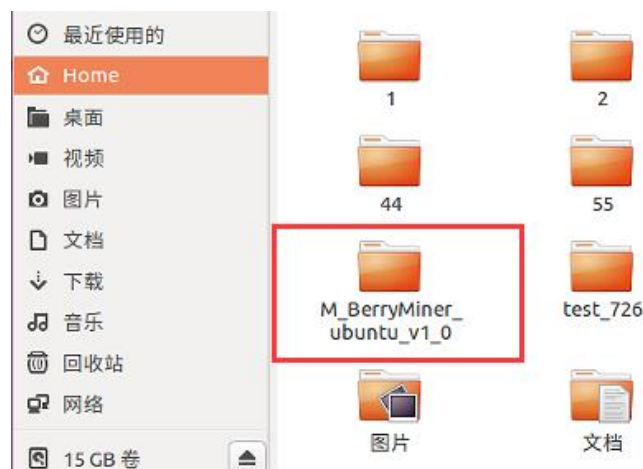 最近使用的
Home
桌面
视频
图片
文档
下载
音乐
回收站
网络
15 GB 卷
1
2
44
55
M_BerryMiner_
ubuntu_v1_0
test_726
图片
文档